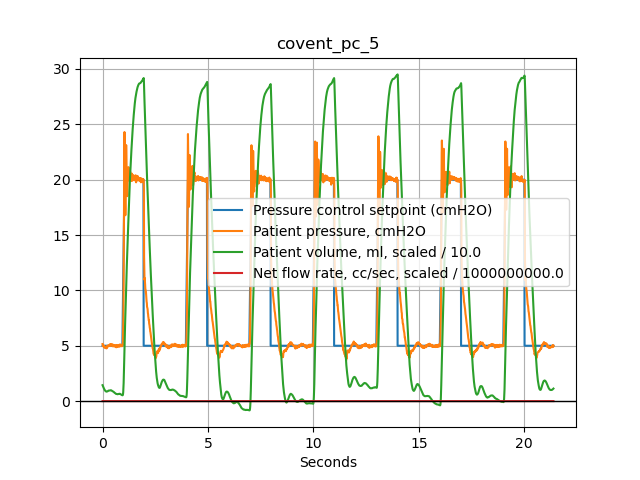 covent_pc_5
30
25
20
15
10
5
0
Pressure control setpoint (cmH2O)
Patient pressure, cmH2O
Patient volume, ml, scaled / 10.0
Net flow rate, cc/sec, scaled / 1000000000.0
0 5 10 15 20
Seconds